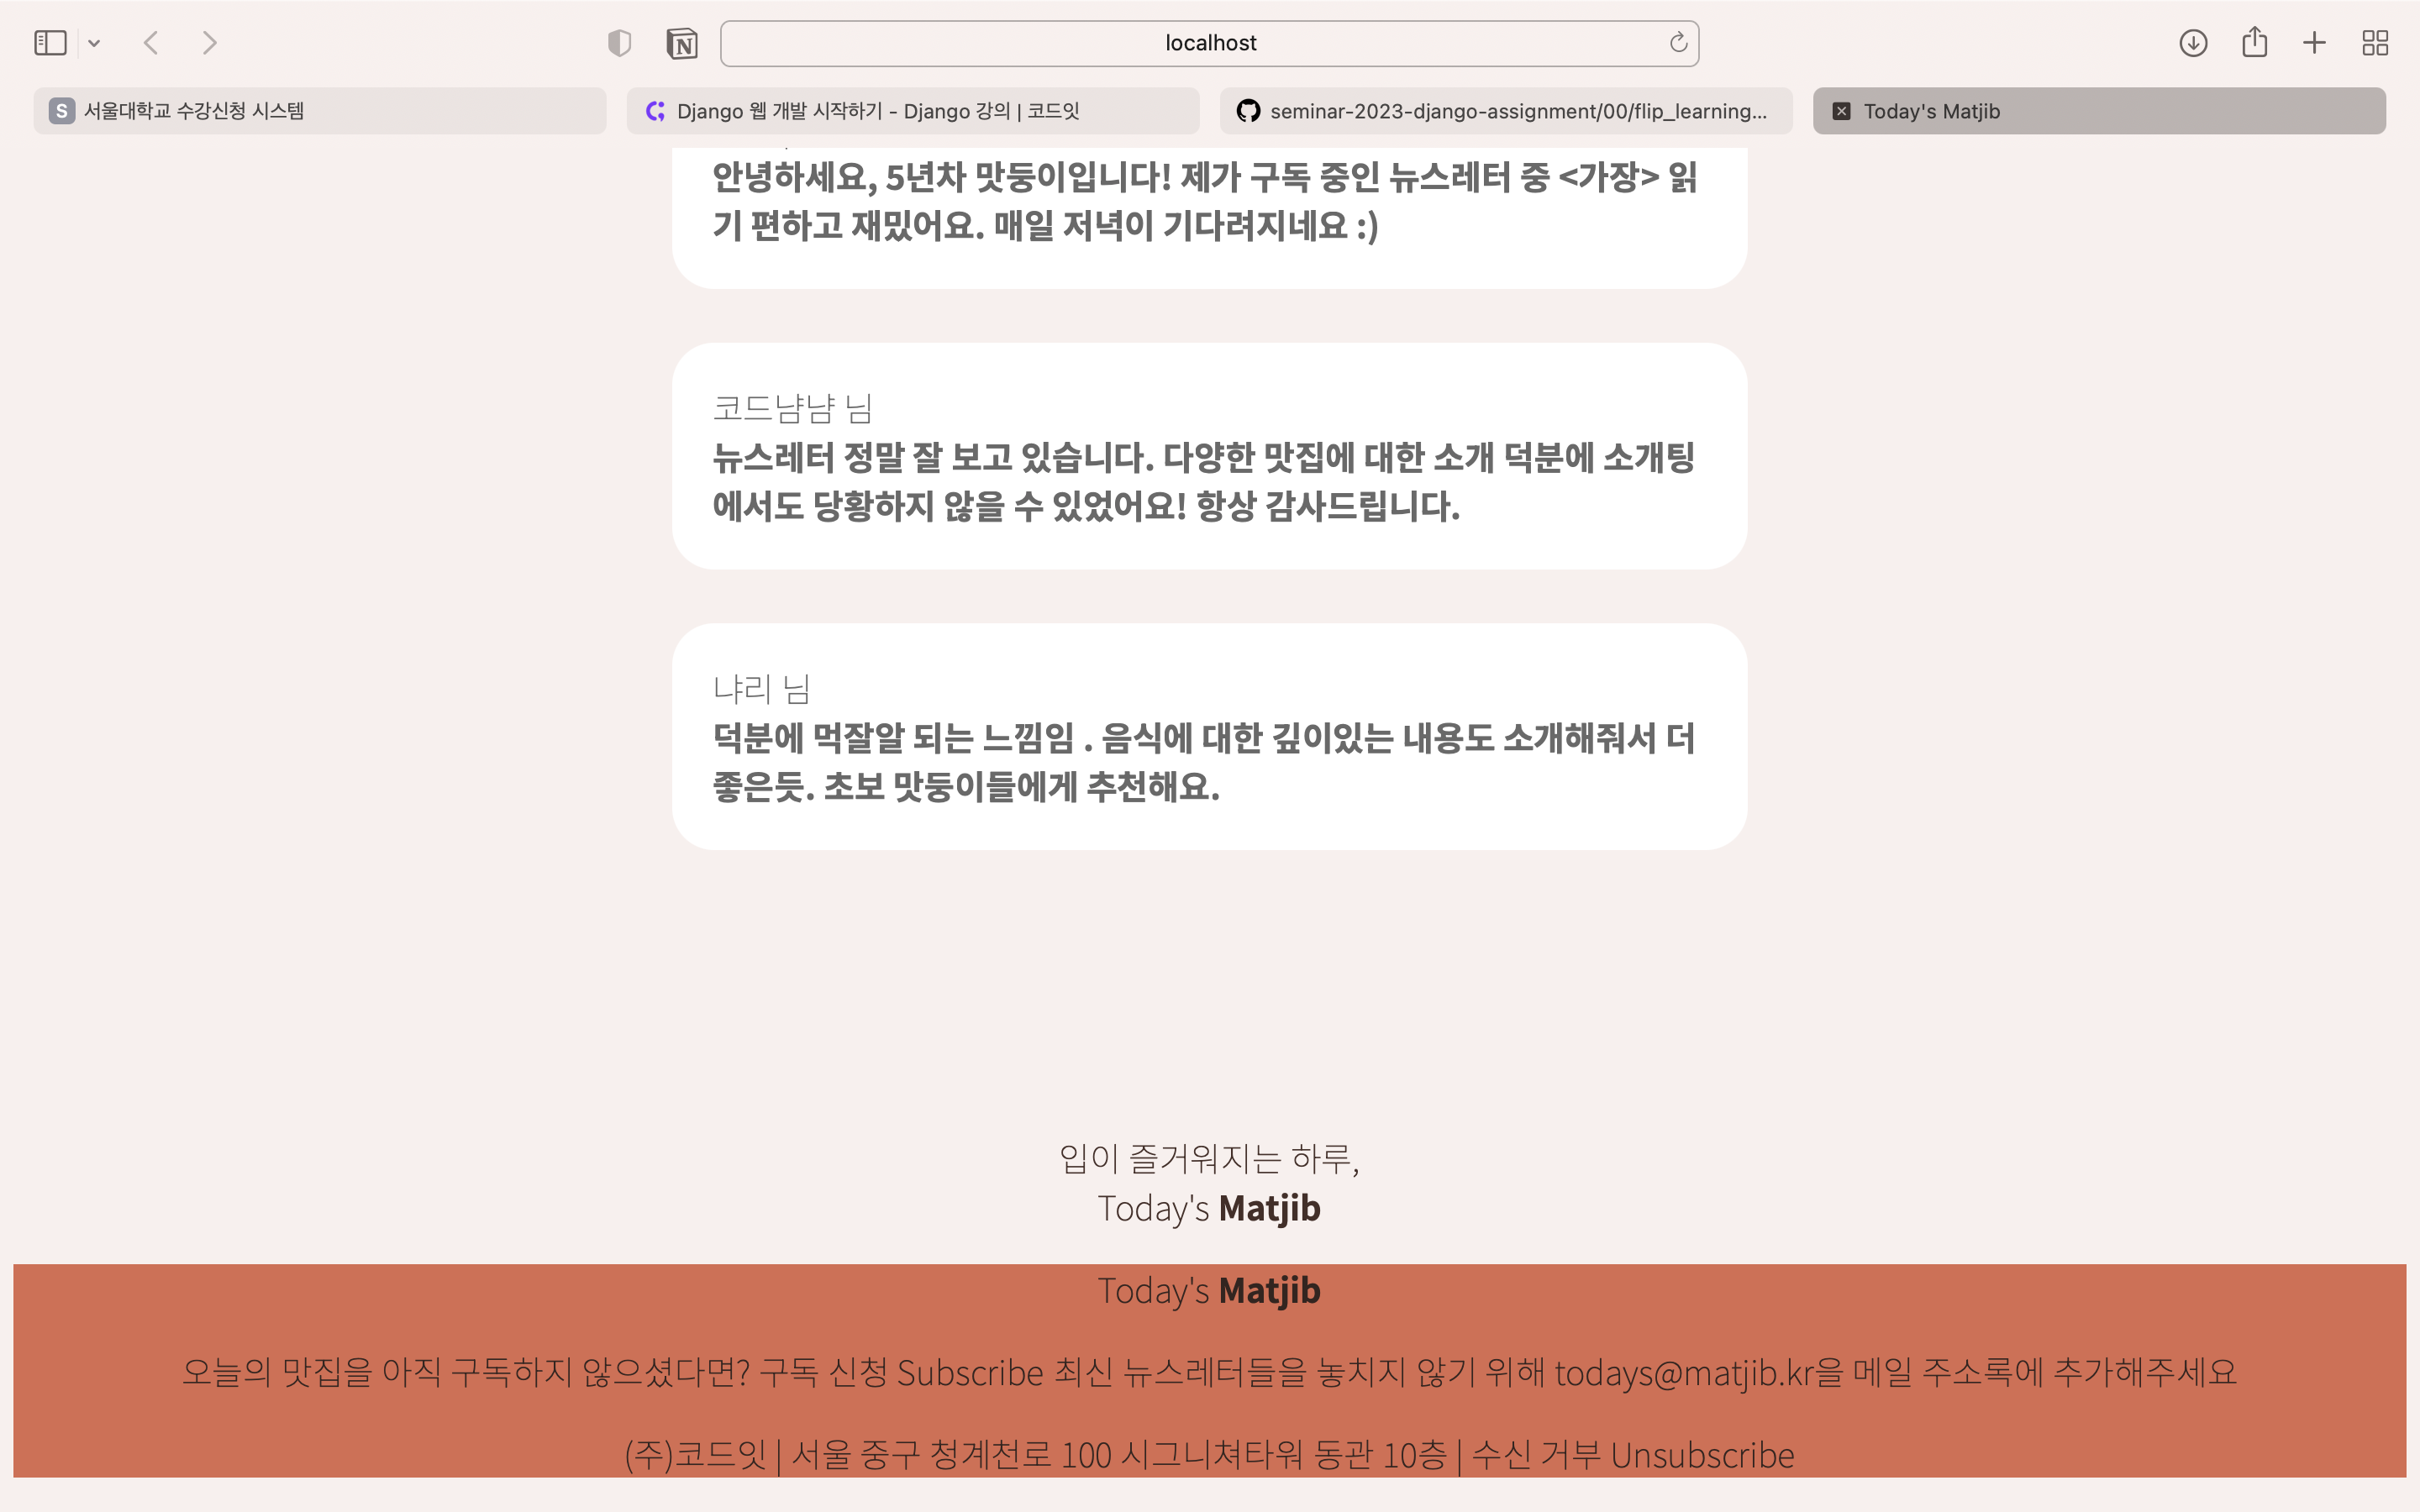 localhost
S 서울대학교 수강신청 시스템
Django 웹 개발 시작하기 - Django 강의 | 코드잇
seminar-2023-django-assignment/00/flip_learning...
Today's Matjib
안녕하세요, 5년차 맛둥이입니다! 제가 구독 중인 뉴스레터 중 <가장> 읽
기 편하고 재밌어요. 매일 저녁이 기다려지네요 :)
코드냠냠 님
뉴스레터 정말 잘 보고 있습니다. 다양한 맛집에 대한 소개 덕분에 소개팅
에서도 당황하지 않을 수 있었어요! 항상 감사드립니다.
냐리 님
덕분에 먹잘알 되는 느낌임 . 음식에 대한 깊이있는 내용도 소개해줘서 더
좋은듯. 초보 맛둥이들에게 추천해요.
입이 즐거워지는 하루,
Today's Matjib
Today's Matjib
오늘의 맛집을 아직 구독하지 않으셨다면? 구독 신청 Subscribe 최신 뉴스레터들을 놓치지 않기 위해 todays@matjib.kr을 메일 주소록에 추가해주세요
(주)코드잇 | 서울 중구 청계천로 100 시그니쳐타워 동관 10층 | 수신 거부 Unsubscribe